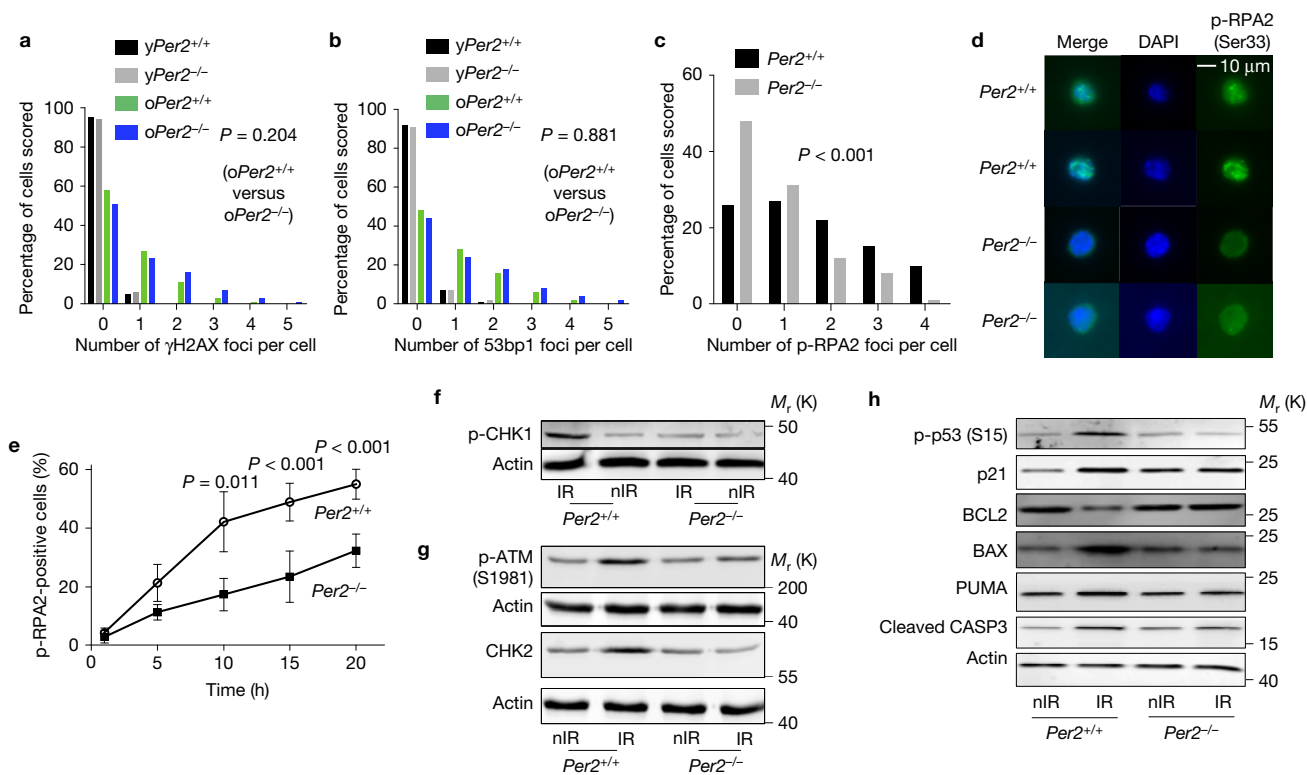 a
yPer2+/+
yPer2−/−
oPer2+/+
oPer2−/−
P = 0.204
(oPer2+/+
versus
oPer2−/−)
Percentage of cells scored
100
80
60
40
20
0
0 1 2 3 4 5
Number of γH2AX foci per cell
b
yPer2+/+
yPer2−/−
oPer2+/+
oPer2−/−
P = 0.881
(oPer2+/+
versus
oPer2−/−)
Percentage of cells scored
100
80
60
40
20
0
0 1 2 3 4 5
Number of 53bp1 foci per cell
c
Per2+/+
Per2−/−
P < 0.001
Percentage of cells scored
60
40
20
0
0 1 2 3 4
Number of p-RPA2 foci per cell
d
Merge DAPI p-RPA2
(Ser33)
10 μm
Per2+/+
Per2+/+
Per2−/−
Per2−/−
e
P < 0.001
P < 0.001
P = 0.011
Per2+/+
Per2−/−
p-RPA2-positive cells (%)
60
40
20
0
0 5 10 15 20
Time (h)
f
Mr (K)
p-CHK1
50
Actin
40
IR nIR IR nIR
Per2+/+ Per2−/−
g
p-ATM
(S1981)
Mr (K)
200
Actin
40
CHK2
55
Actin
40
nIR IR nIR IR
Per2+/+ Per2−/−
h
Mr (K)
p-p53 (S15)
55
p21
25
BCL2
25
BAX
25
PUMA
25
Cleaved CASP3
15
Actin
40
nIR IR nIR IR
Per2+/+ Per2−/−